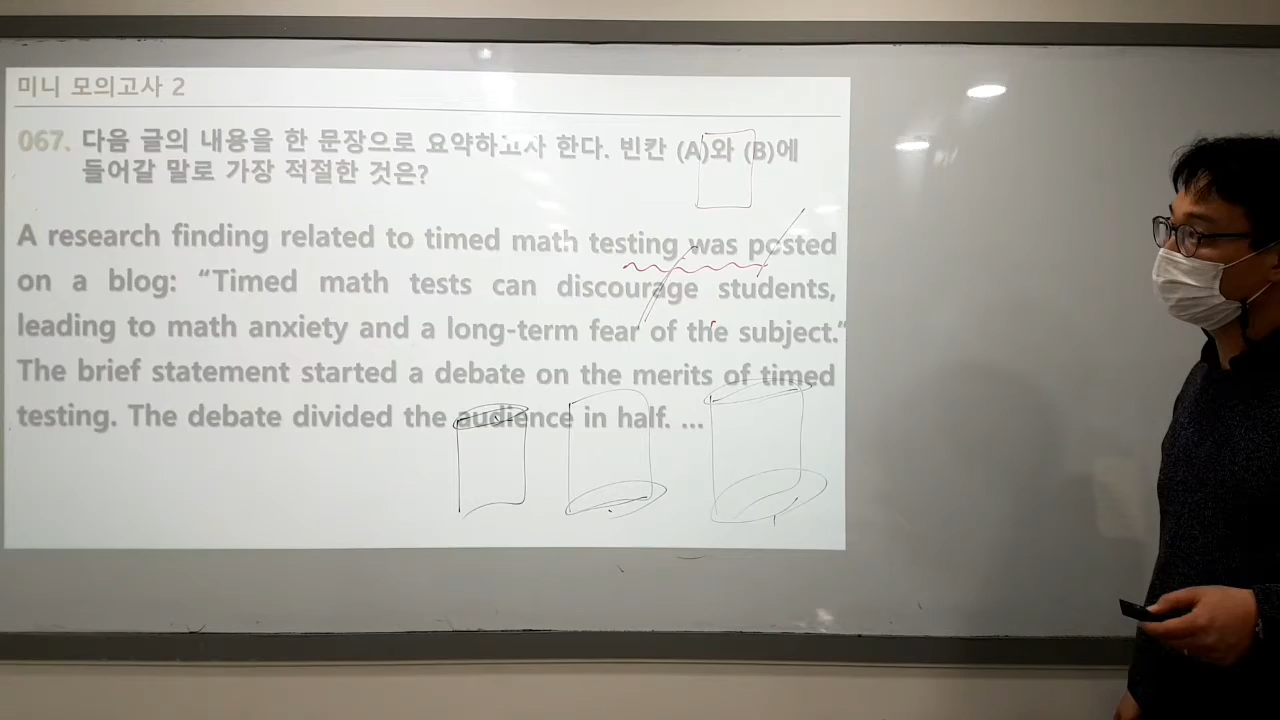 미니 모의고사 2
067. 다음 글의 내용을 한 문장으로 요약하고자 한다. 빈칸 (A)와 (B)에
들어갈 말로 가장 적절한 것은?
A research finding related to timed math testing was posted
on a blog: “Timed math tests can discourage students,
leading to math anxiety and a long-term fear of the subject.”
The brief statement started a debate on the merits of timed
testing. The debate divided the audience in half. ...